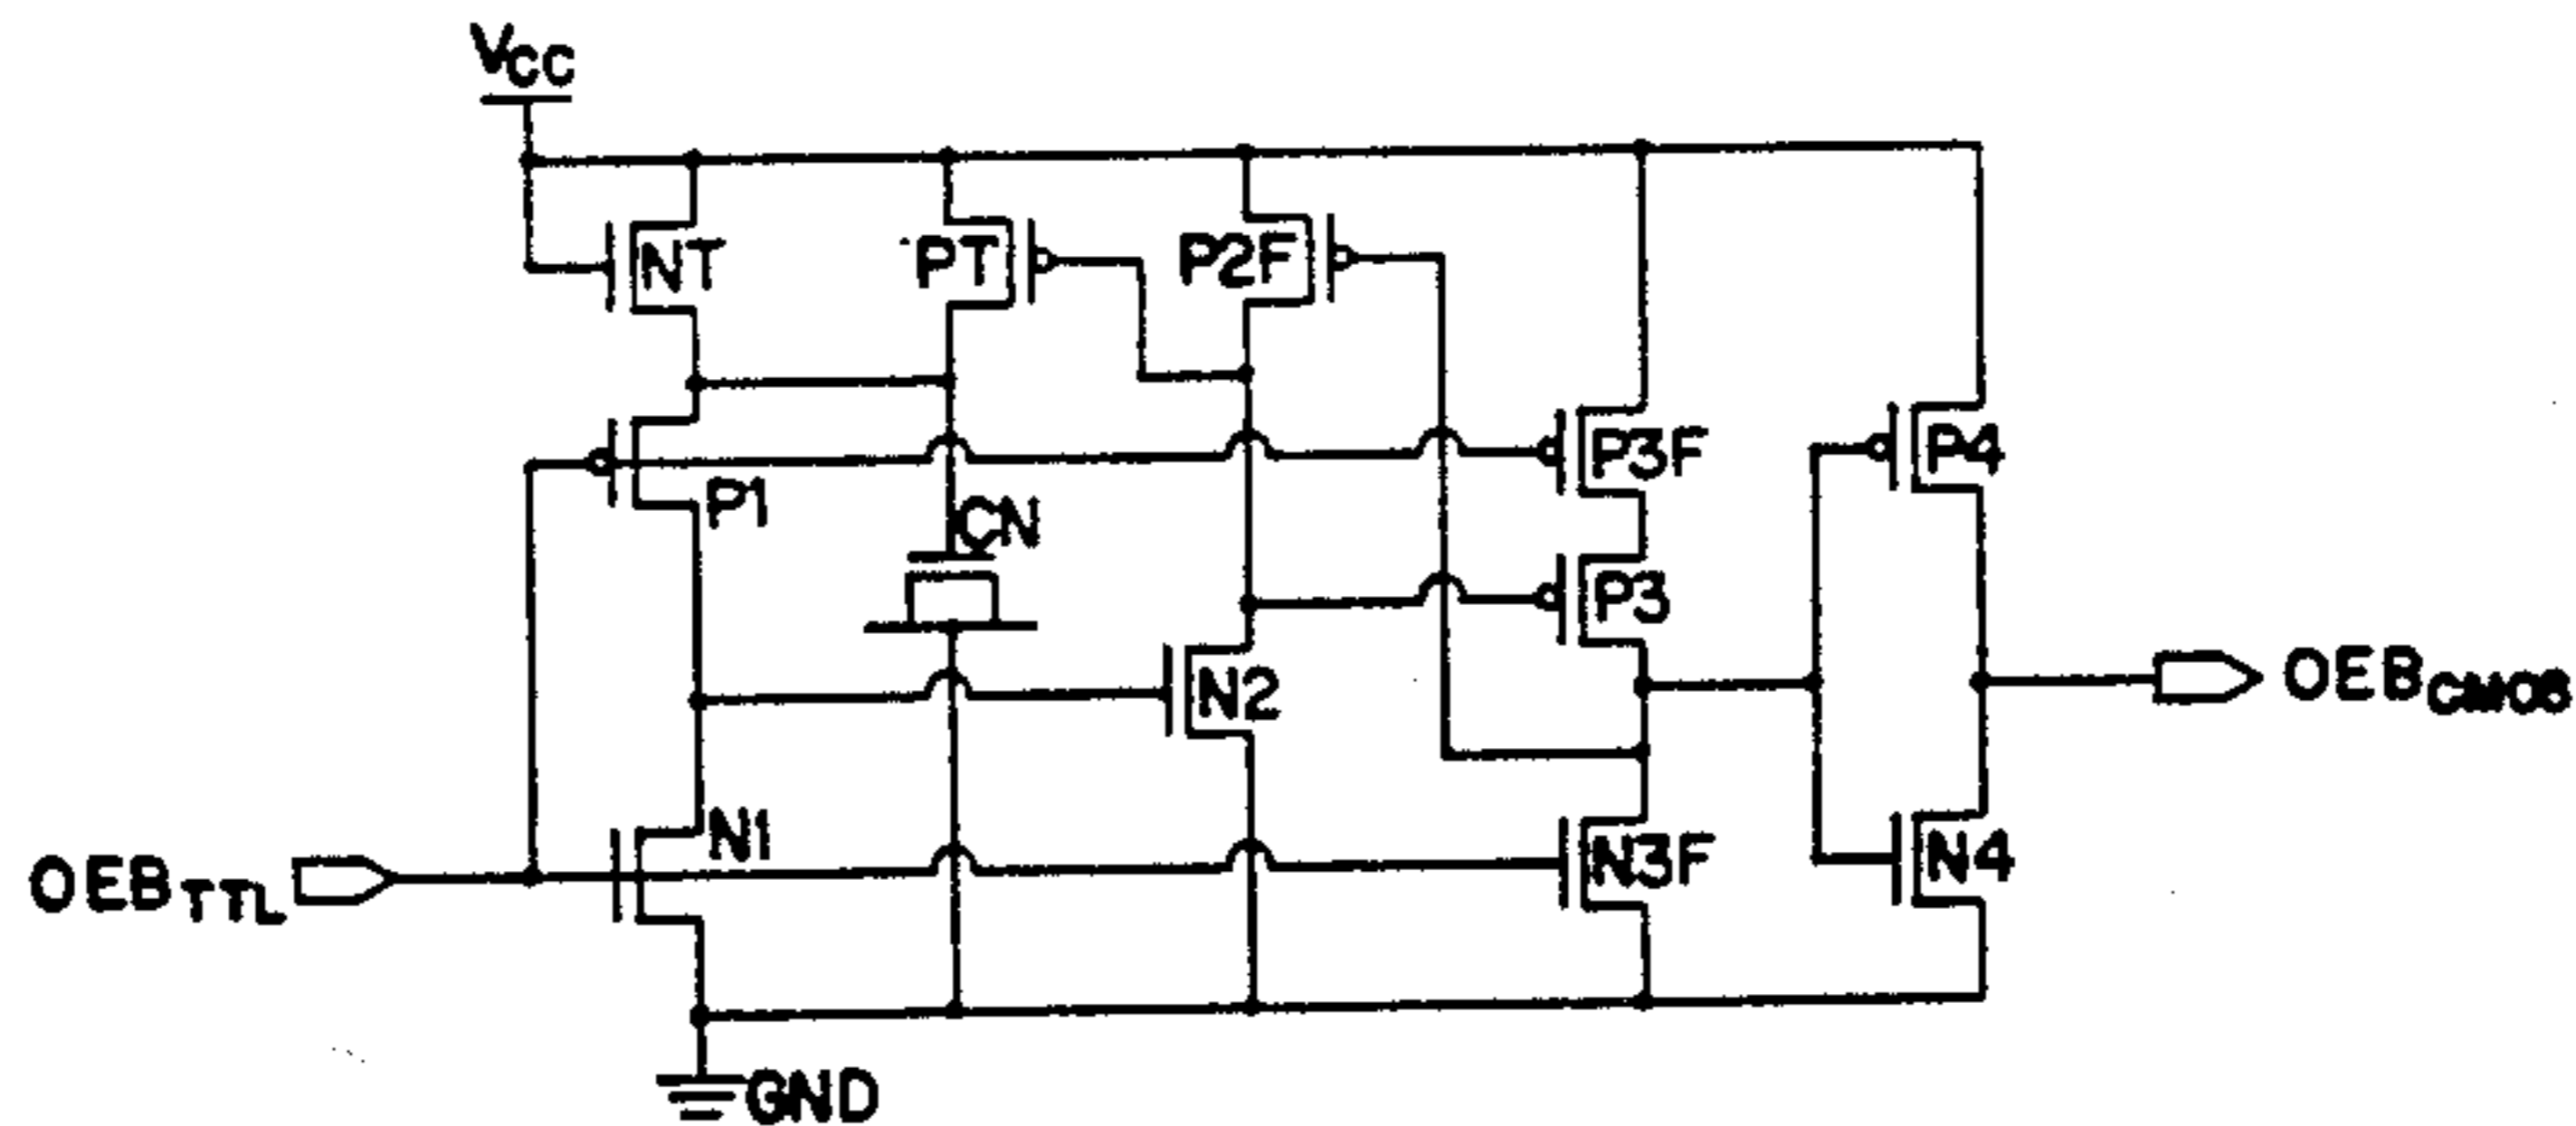 VCC
NT
PT
P2F
P3F
P4
P1
CN
P3
N2
OEBCMOS
N1
N3F
N4
OEBTTL
GND